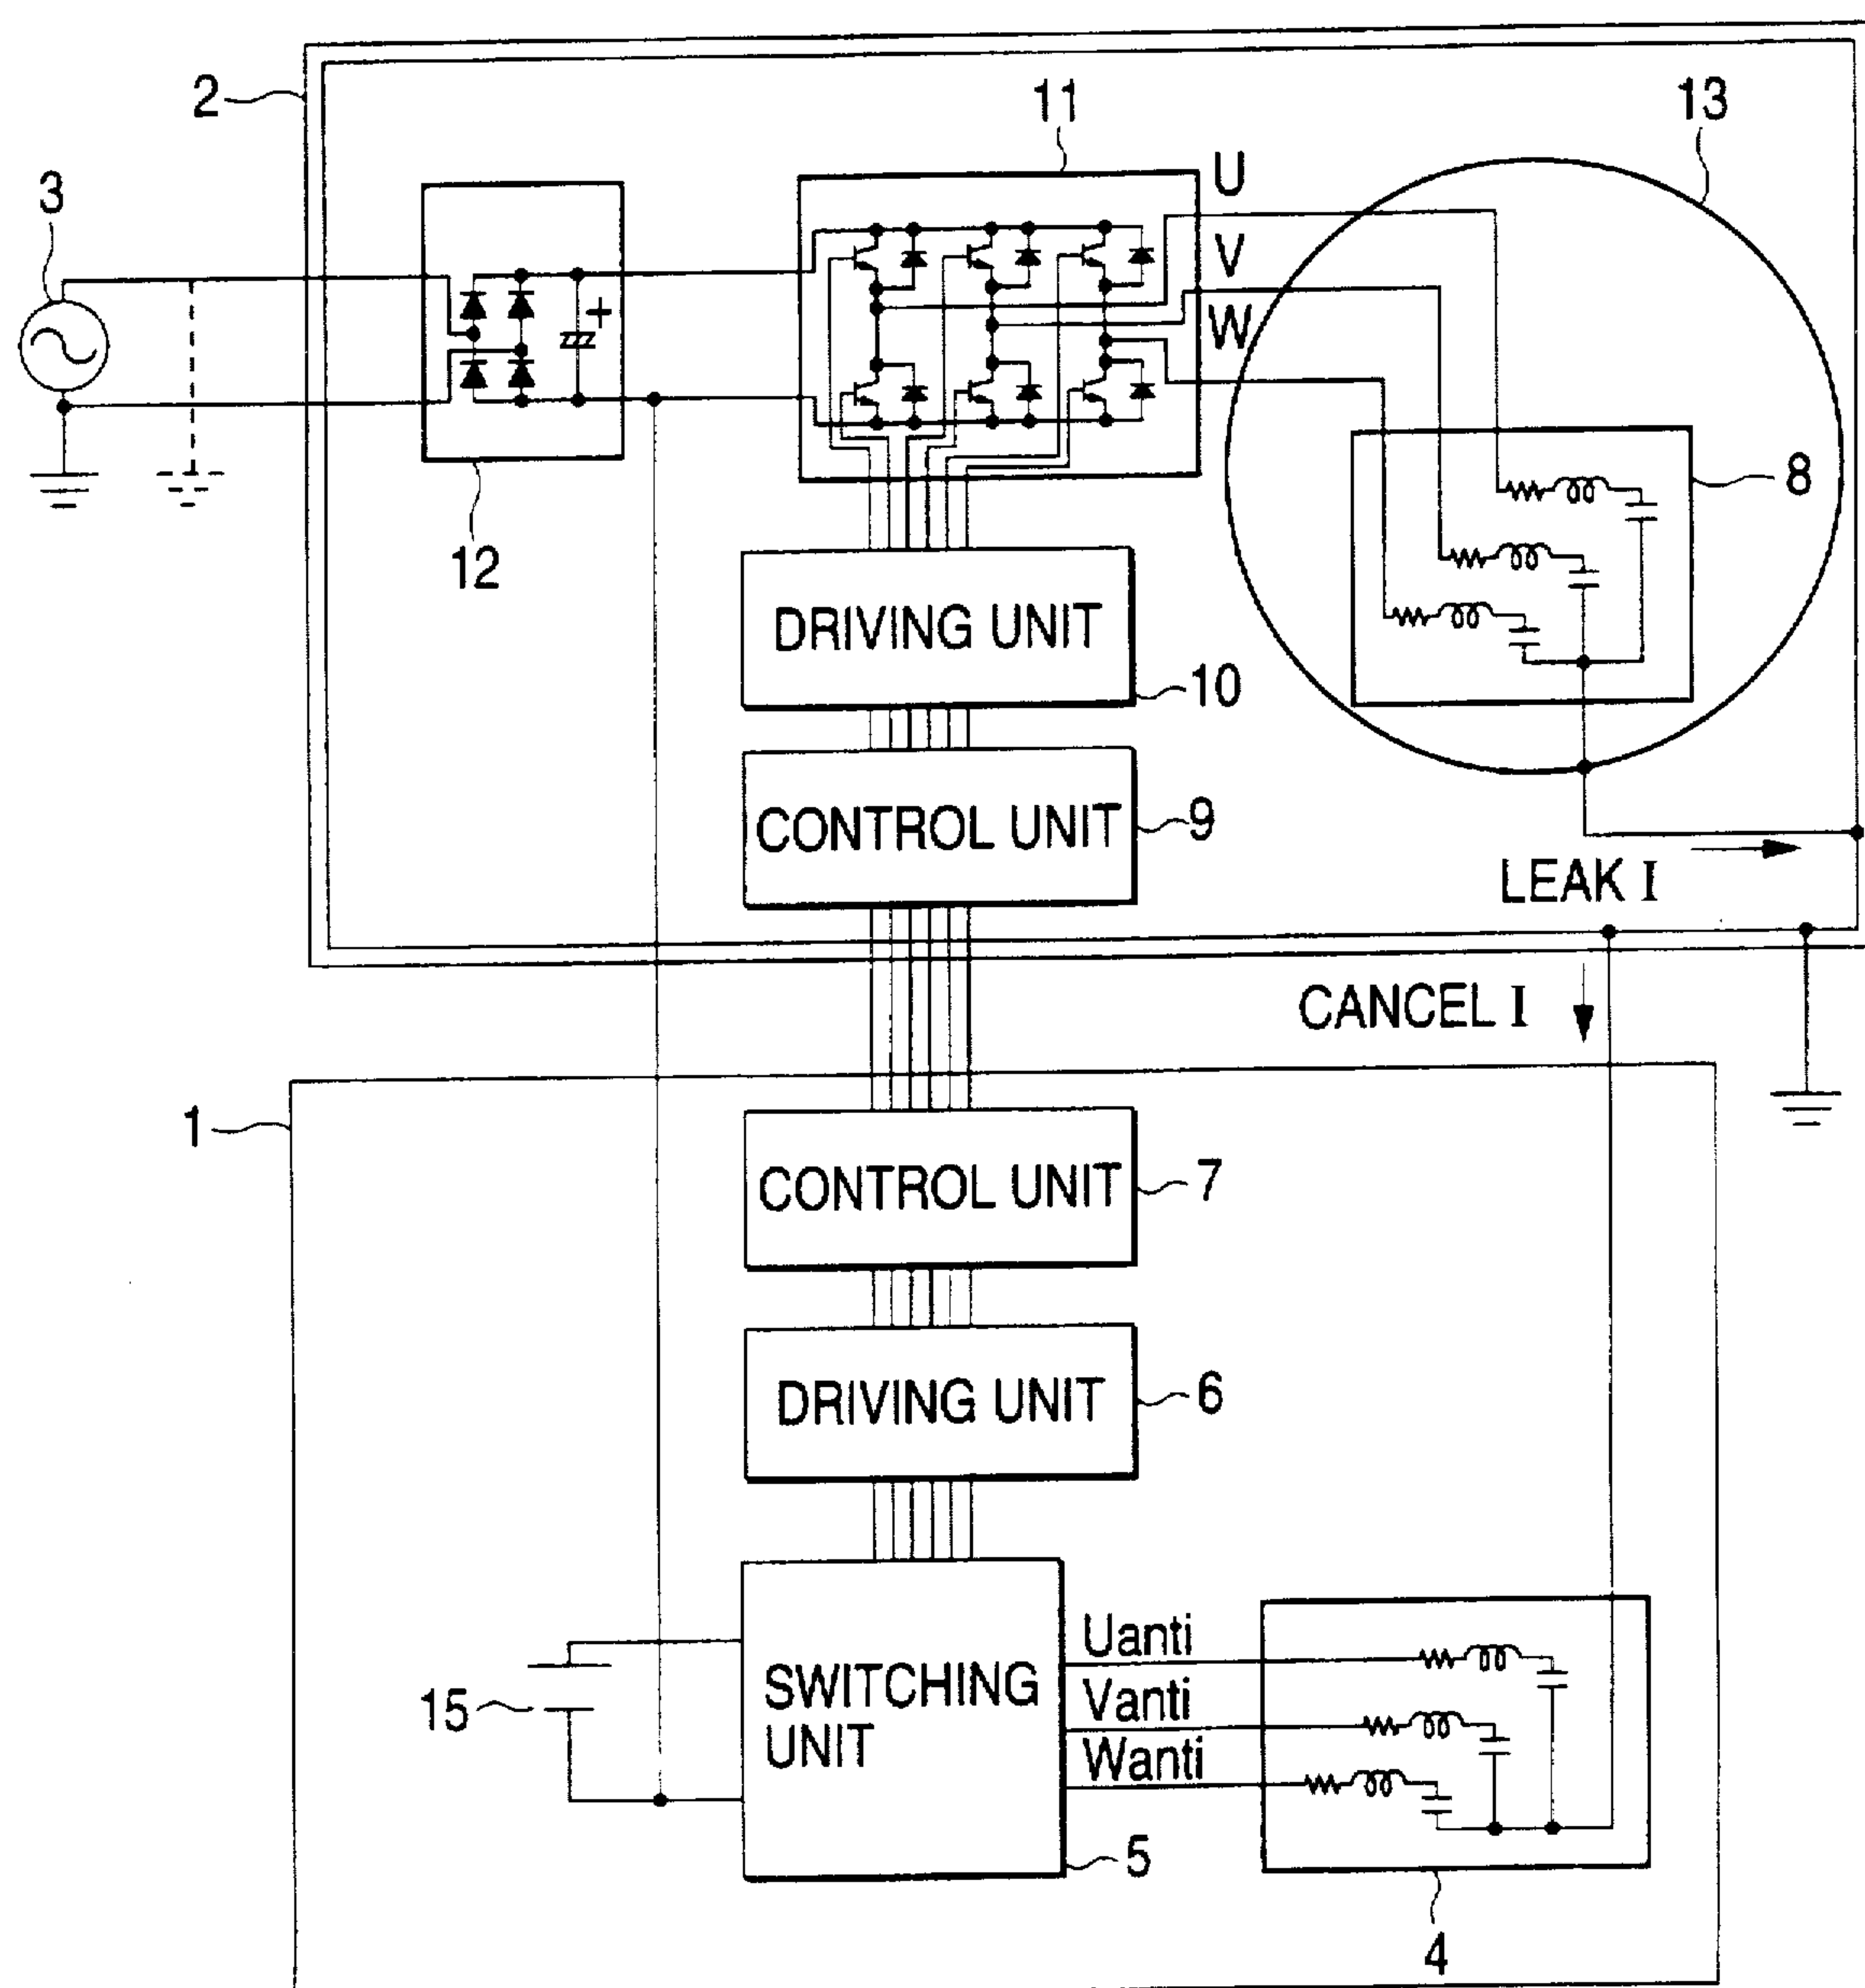 2
11
13
3
U
V
W
+
8
12
DRIVING UNIT
10
CONTROL UNIT
9
LEAK I
CANCEL I
1
CONTROL UNIT
7
DRIVING UNIT
6
15
SWITCHING
UNIT
Uanti
Vanti
Wanti
5
4